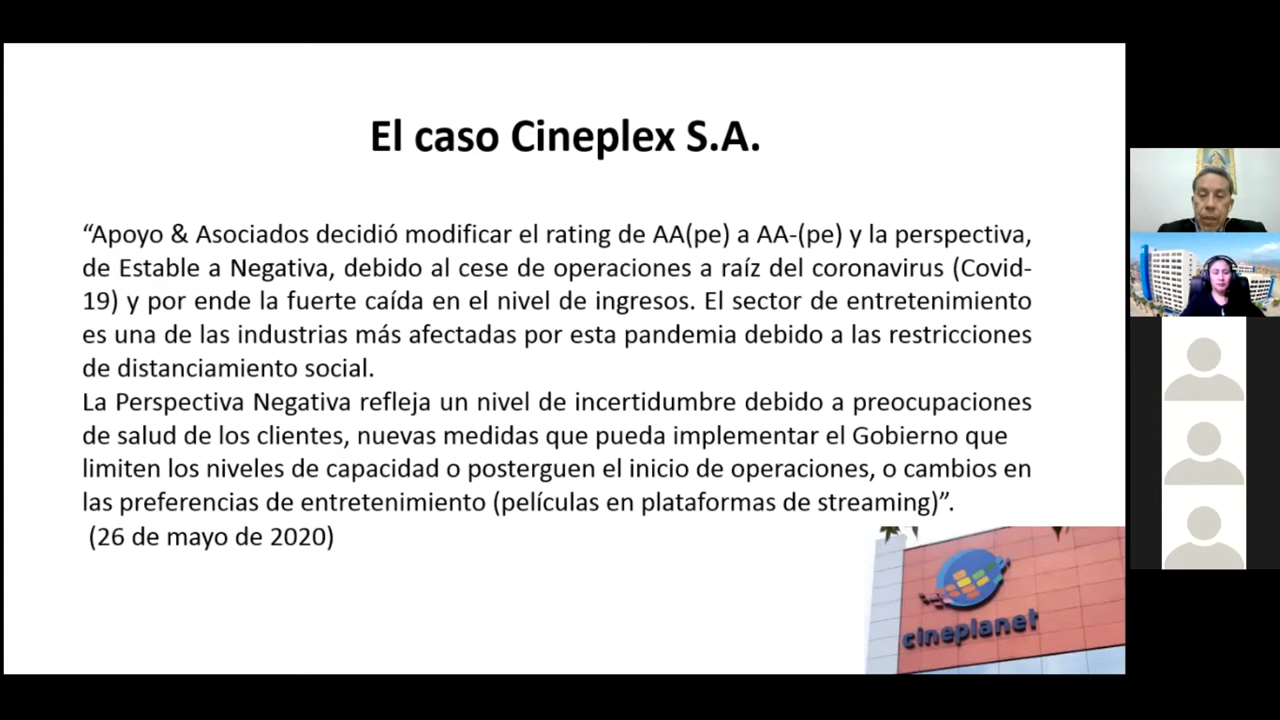 El caso Cineplex S.A.
“Apoyo & Asociados decidió modificar el rating de AA(pe) a AA-(pe) y la perspectiva,
de Estable a Negativa, debido al cese de operaciones a raíz del coronavirus (Covid-
19) y por ende la fuerte caída en el nivel de ingresos. El sector de entretenimiento
es una de las industrias más afectadas por esta pandemia debido a las restricciones
de distanciamiento social.
La Perspectiva Negativa refleja un nivel de incertidumbre debido a preocupaciones
de salud de los clientes, nuevas medidas que pueda implementar el Gobierno que
limiten los niveles de capacidad o posterguen el inicio de operaciones, o cambios en
las preferencias de entretenimiento (películas en plataformas de streaming)”.
(26 de mayo de 2020)
cineplanet